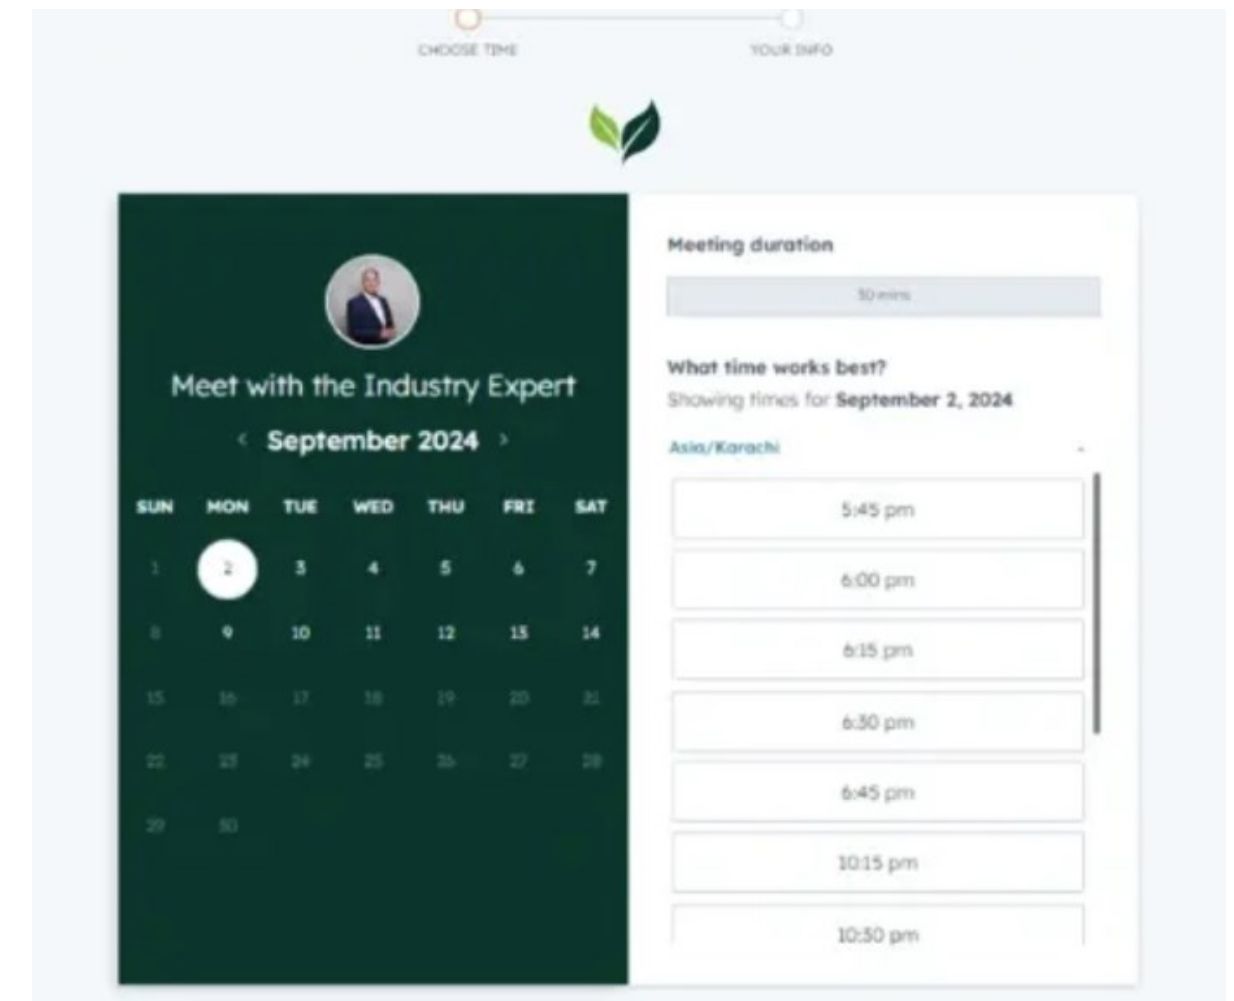 CHOOSE TIME
YOUR INFO
Meet with the Industry Expert
< September 2024 >
SUN MON TUE WED THU FRI SAT
1 2 3 4 5 6 7
8 9 10 11 12 13 14
15 16 17 18 19 20 21
22 23 24 25 26 27 28
29 30
Meeting duration
30 mins
What time works best?
Showing times for September 2, 2024
Asia/Karachi
5:45 pm
6:00 pm
6:15 pm
6:30 pm
6:45 pm
10:15 pm
10:30 pm